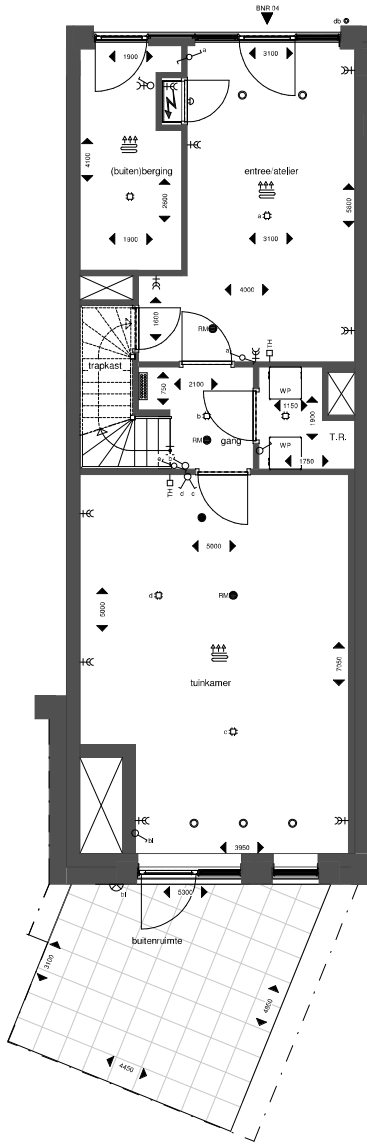 BNR 04
db
a
1900
3100
4100
(buiten)berging
entree/atelier
2600
5800
a
1900
3100
4000
1600
RM
a
TH
trapkast
750
2100
WP
1150
b
1900
RM
gang
T.R.
WP
1750
a b
TH
d c
5000
5000
d
RM
7050
tuinkamer
c
bl
3950
bl
5300
buitenruimte
3100
4850
4450